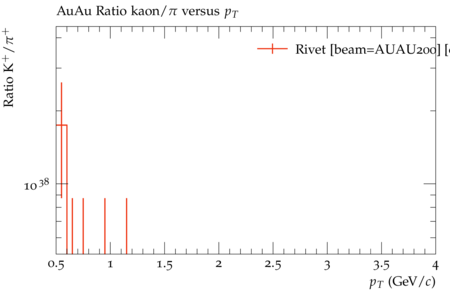 AuAu Ratio kaon/π versus p_T
Ratio K⁺/π⁺
Rivet [beam=AUAU200] [
10³⁸
0.5 1 1.5 2 2.5 3 3.5 4
p_T (GeV/c)